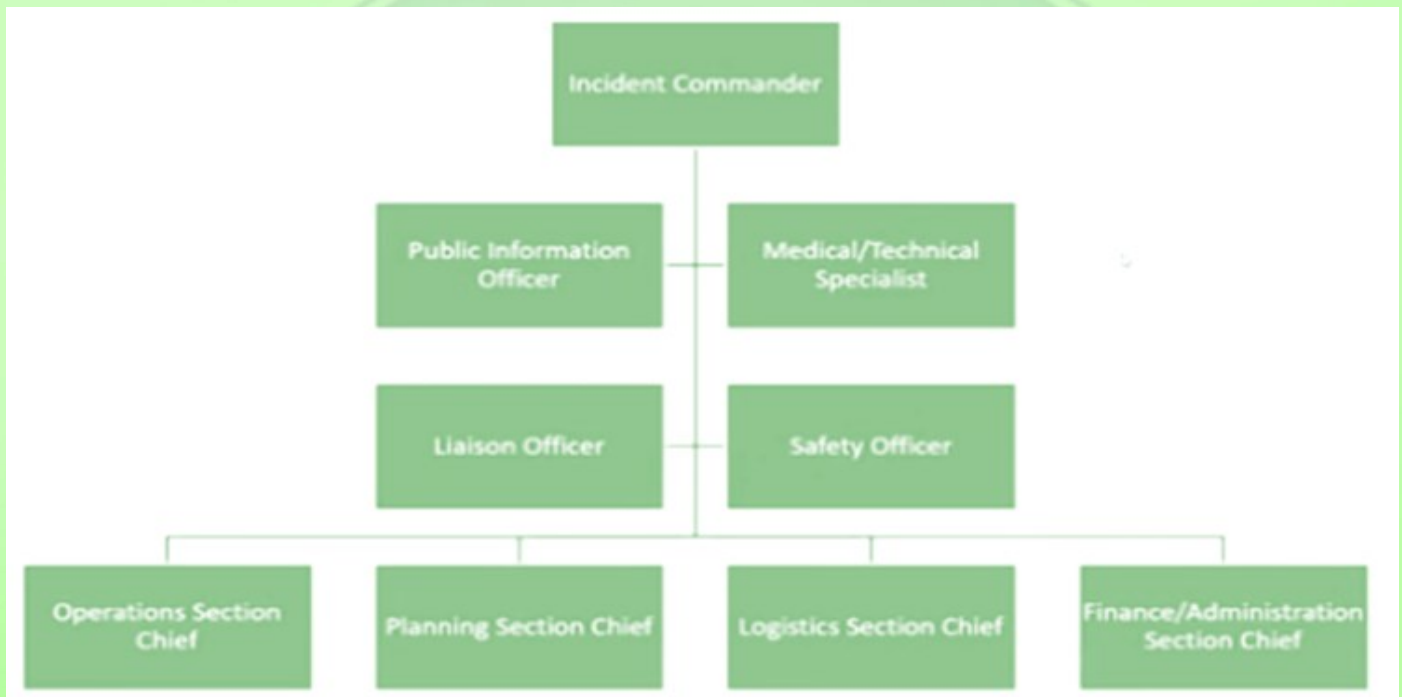 Incident Commander
Public Information
Officer
Medical/Technical
Specialist
Liaison Officer
Safety Officer
Operations Section
Chief
Planning Section Chief
Logistics Section Chief
Finance/Administration
Section Chief